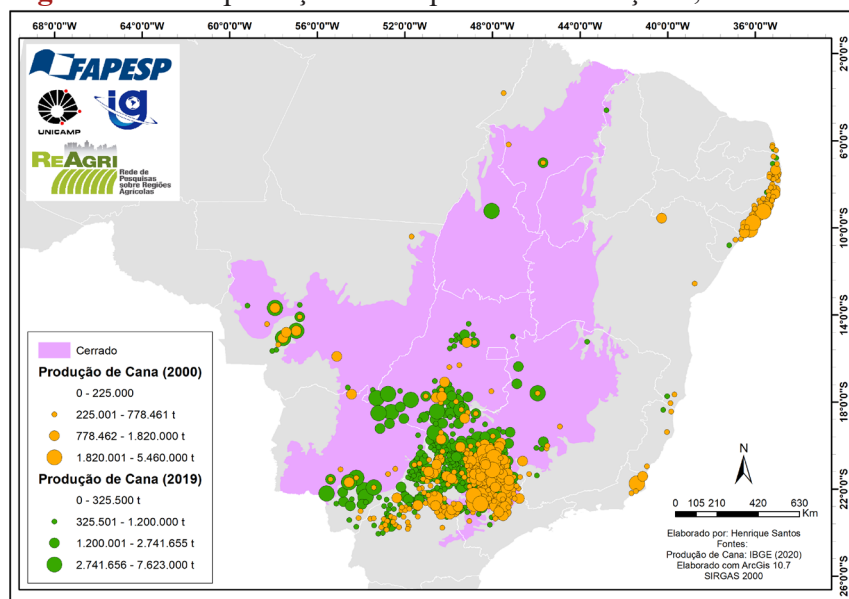 68°0'0"W 64°0'0"W 60°0'0"W 56°0'0"W 52°0'0"W 48°0'0"W 44°0'0"W 40°0'0"W 36°0'0"W
2°0'0"S
6°0'0"S
10°0'0"S
14°0'0"S
18°0'0"S
22°0'0"S
26°0'0"S
FAPESP
UNICAMP
ig
REAGRI
Rede de
Pesquisas
sobre Regiões
Agrícolas
Cerrado
Produção de Cana (2000)
0 - 225.000
225.001 - 778.461 t
778.462 - 1.820.000 t
1.820.001 - 5.460.000 t
Produção de Cana (2019)
0 - 325.500 t
325.501 - 1.200.000 t
1.200.001 - 2.741.655 t
2.741.656 - 7.623.000 t
N
0 105 210 420 630
Km
Elaborado por: Henrique Santos
Fontes:
Produção de Cana: IBGE (2020)
Elaborado com ArcGis 10.7
SIRGAS 2000